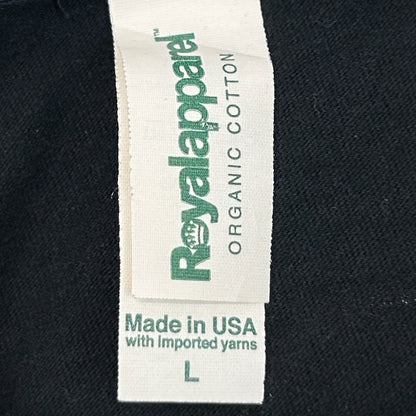 Royalapparel™
ORGANIC COTTON
Made in USA
with Imported yarns
L